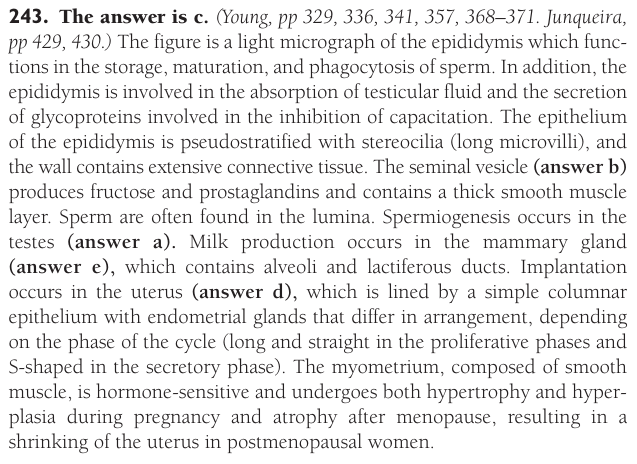 243. The answer is c. (Young, pp 329, 336, 341, 357, 368–371. Junqueira,
pp 429, 430.) The figure is a light micrograph of the epididymis which func-
tions in the storage, maturation, and phagocytosis of sperm. In addition, the
epididymis is involved in the absorption of testicular fluid and the secretion
of glycoproteins involved in the inhibition of capacitation. The epithelium
of the epididymis is pseudostratified with stereocilia (long microvilli), and
the wall contains extensive connective tissue. The seminal vesicle (answer b)
produces fructose and prostaglandins and contains a thick smooth muscle
layer. Sperm are often found in the lumina. Spermiogenesis occurs in the
testes (answer a). Milk production occurs in the mammary gland
(answer e), which contains alveoli and lactiferous ducts. Implantation
occurs in the uterus (answer d), which is lined by a simple columnar
epithelium with endometrial glands that differ in arrangement, depending
on the phase of the cycle (long and straight in the proliferative phases and
S-shaped in the secretory phase). The myometrium, composed of smooth
muscle, is hormone-sensitive and undergoes both hypertrophy and hyper-
plasia during pregnancy and atrophy after menopause, resulting in a
shrinking of the uterus in postmenopausal women.